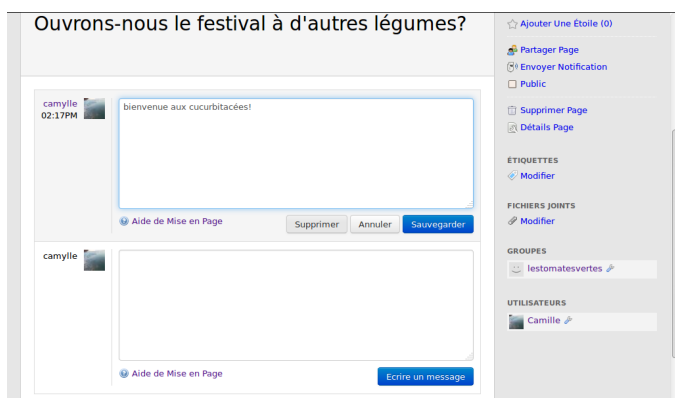 Ouvrons-nous le festival à d'autres légumes?
camylle
02:17PM
bienvenue aux cucurbitacées!
Aide de Mise en Page
Supprimer
Annuler
Sauvegarder
camylle
Aide de Mise en Page
Ecrire un message
Ajouter Une Étoile (0)
Partager Page
Envoyer Notification
Public
Supprimer Page
Détails Page
ÉTIQUETTES
Modifier
FICHIERS JOINTS
Modifier
GROUPES
lestomatesvertes
UTILISATEURS
Camille